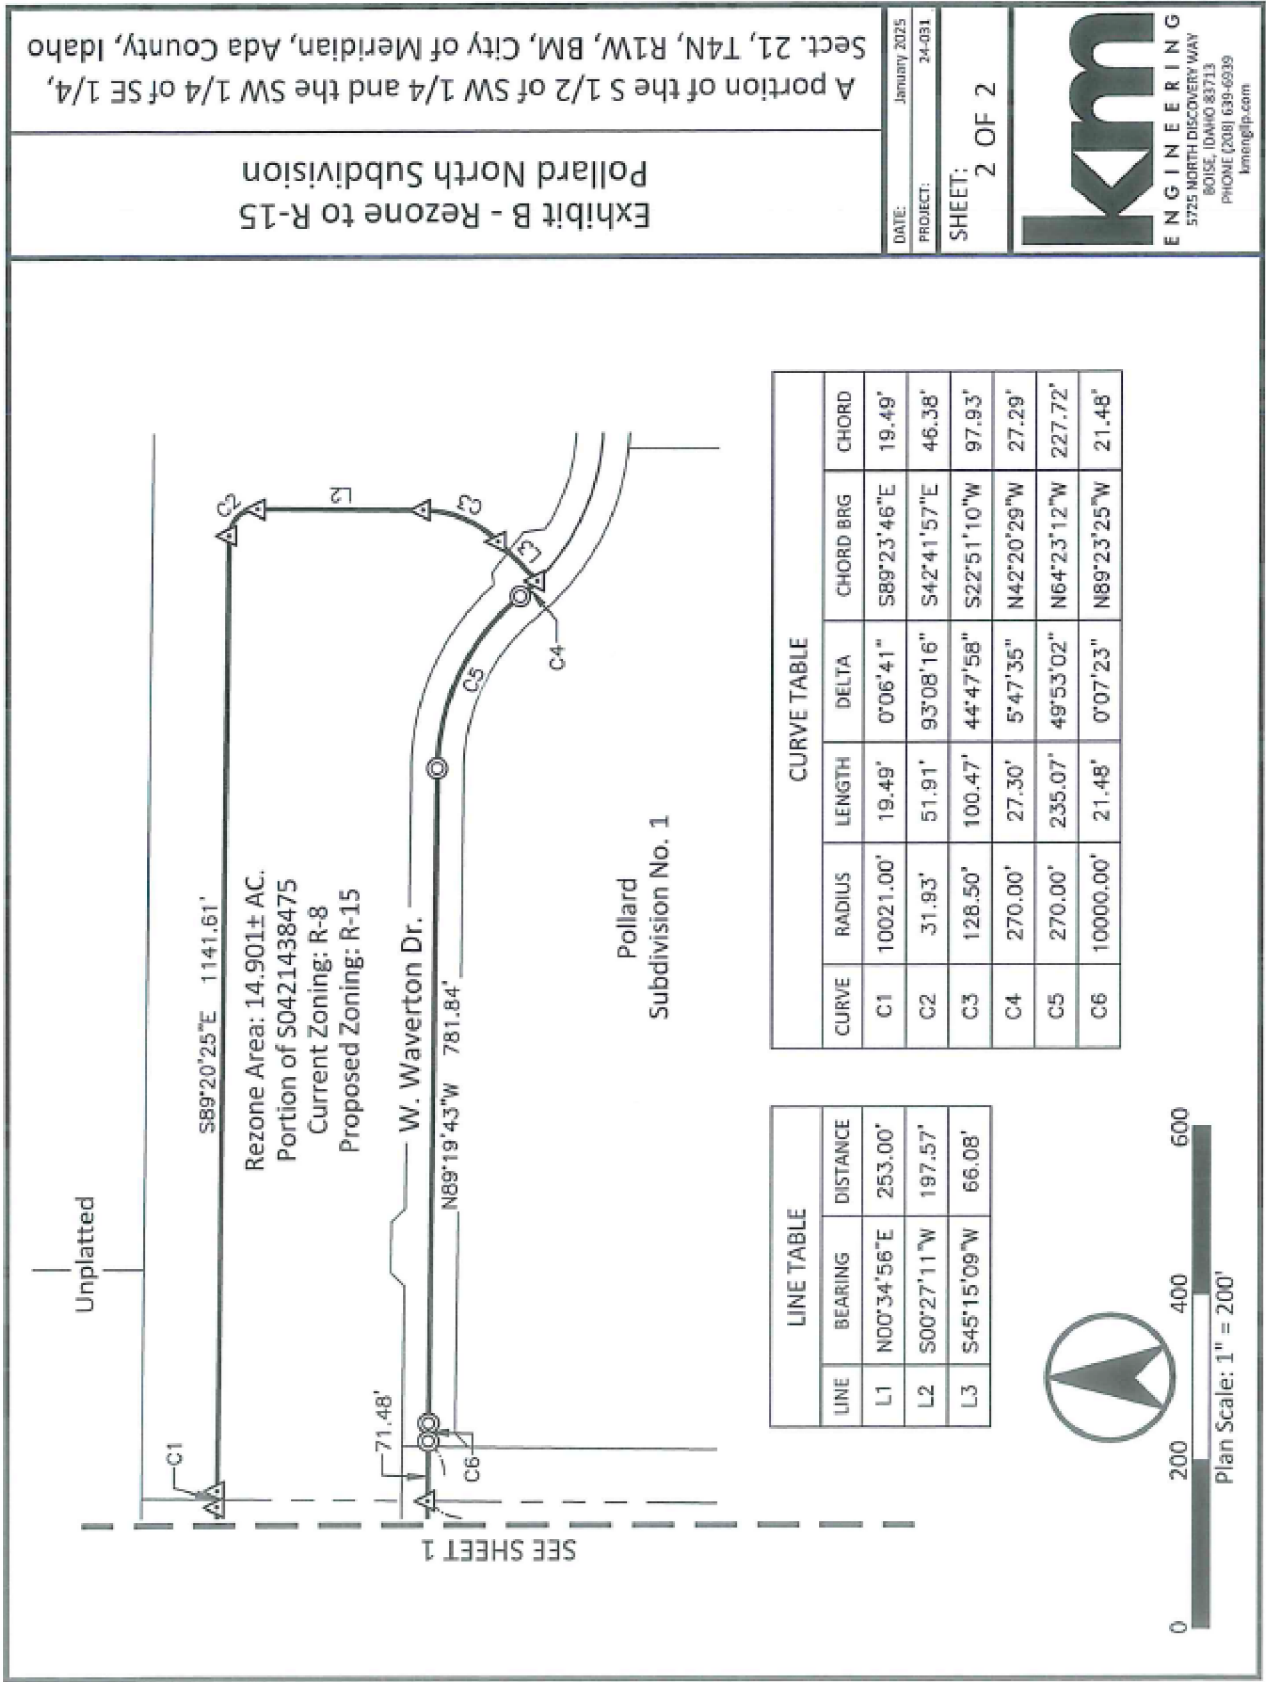 Unplatted
C1
S89°20'25"E 1141.61'
C2
L2
C3
L3
C4
C5
Rezone Area: 14.901± AC.
Portion of S0421438475
Current Zoning: R-8
Proposed Zoning: R-15
W. Waverton Dr.
71.48'
C6
N89°19'43"W 781.84'
Pollard
Subdivision No. 1
SEE SHEET 1
LINE TABLE
LINE BEARING DISTANCE
L1 N00°34'56"E 253.00'
L2 S00°27'11"W 197.57'
L3 S45°15'09"W 66.08'
CURVE TABLE
CURVE RADIUS LENGTH DELTA CHORD BRG CHORD
C1 10021.00' 19.49' 0°06'41" S89°23'46"E 19.49'
C2 31.93' 51.91' 93°08'16" S42°41'57"E 46.38'
C3 128.50' 100.47' 44°47'58" S22°51'10"W 97.93'
C4 270.00' 27.30' 5°47'35" N42°20'29"W 27.29'
C5 270.00' 235.07' 49°53'02" N64°23'12"W 227.72'
C6 10000.00' 21.48' 0°07'23" N89°23'25"W 21.48'
0 200 400 600
Plan Scale: 1" = 200'
Exhibit B - Rezone to R-15
Pollard North Subdivision
A portion of the S 1/2 of SW 1/4 and the SW 1/4 of SE 1/4,
Sect. 21, T4N, R1W, BM, City of Meridian, Ada County, Idaho
DATE: January 2025
PROJECT: 24-031
SHEET:
2 OF 2
km
ENGINEERING
5725 NORTH DISCOVERY WAY
BOISE, IDAHO 83713
PHONE (208) 639-6939
kmengllp.com